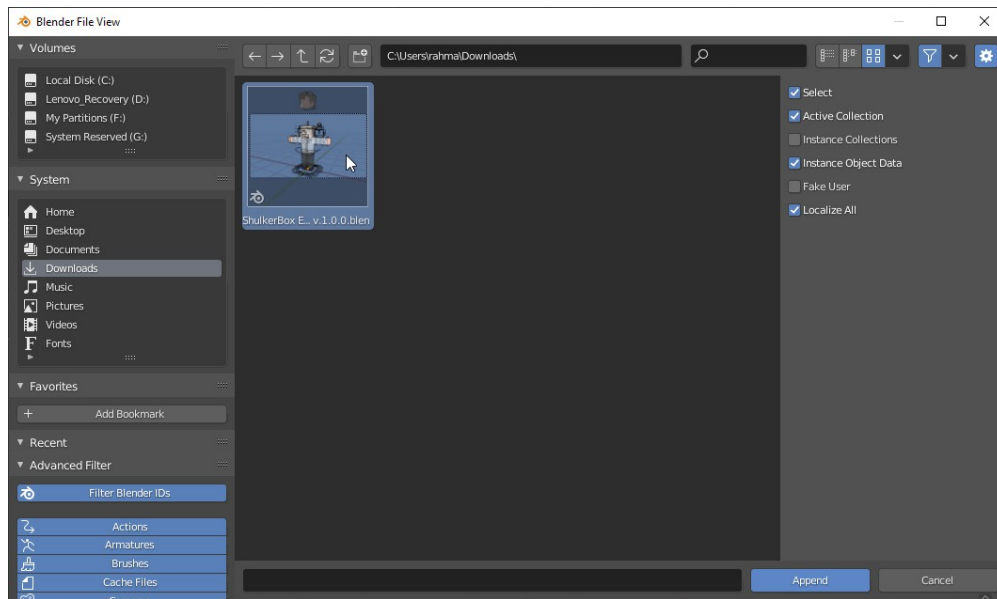 Blender File View
Volumes
Local Disk (C:)
Lenovo_Recovery (D:)
My Partitions (F:)
System Reserved (G:)
System
Home
Desktop
Documents
Downloads
Music
Pictures
Videos
Fonts
Favorites
Add Bookmark
Recent
Advanced Filter
Filter Blender IDs
Actions
Armatures
Brushes
Cache Files
C:\Users\rahma\Downloads\
ShulkerBox E... v.1.0.0.blen
Select
Active Collection
Instance Collections
Instance Object Data
Fake User
Localize All
Append
Cancel